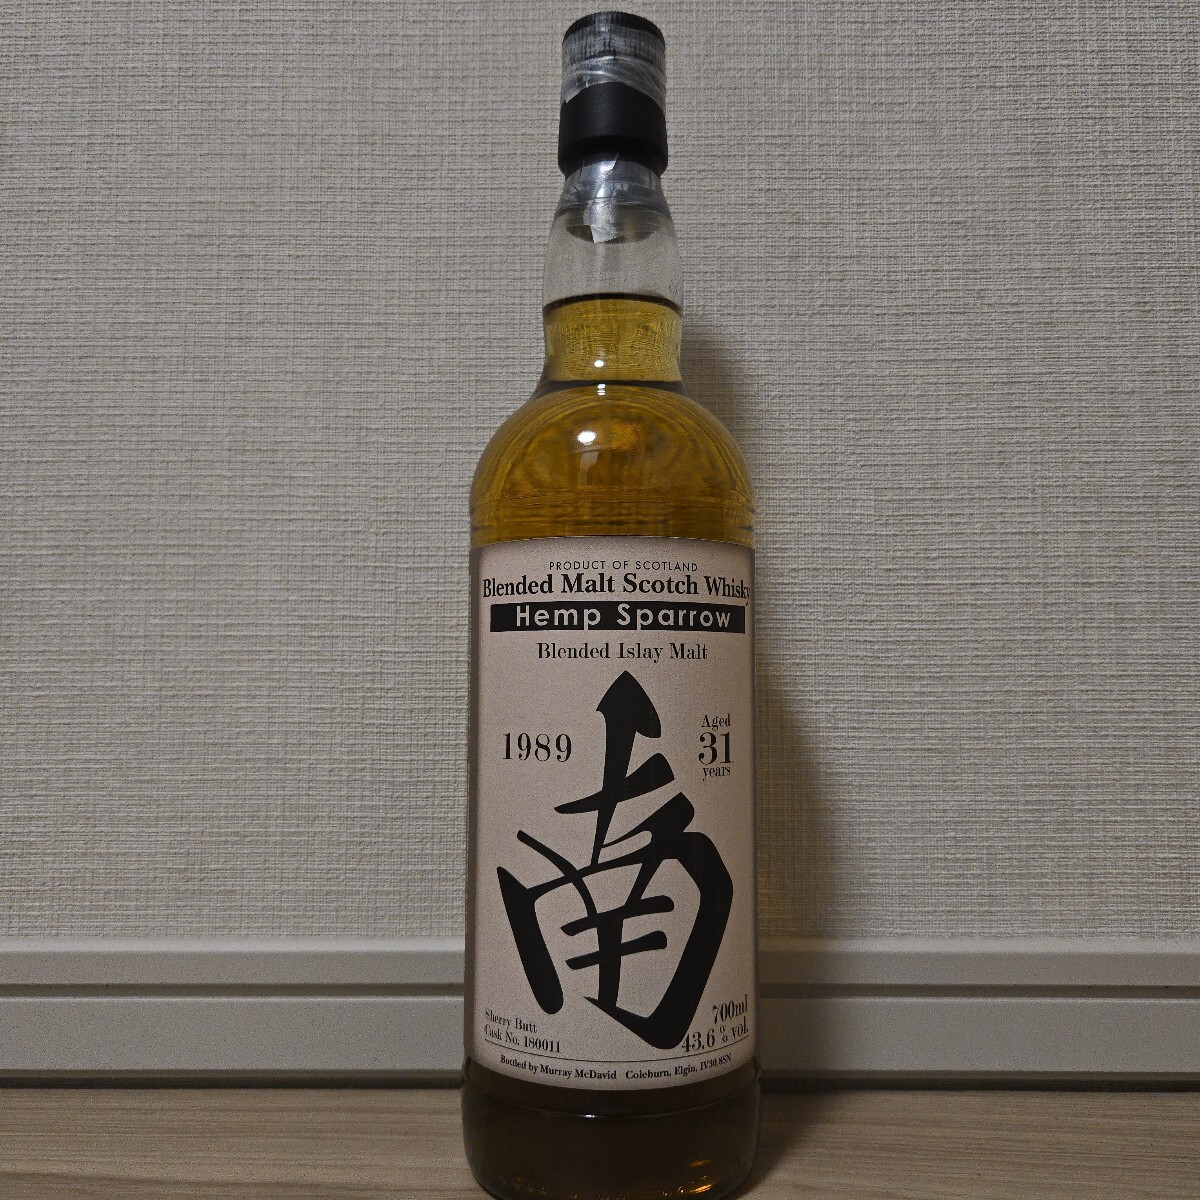 PRODUCT OF SCOTLAND
Blended Malt Scotch Whisky
Hemp Sparrow
Blended Islay Malt
1989
Aged
31
years
南
Sherry Butt
Cask No. 180011
700ml
43.6 % vol.
Bottled by Murray McDavid Coleburn, Elgin, IV30 8SN